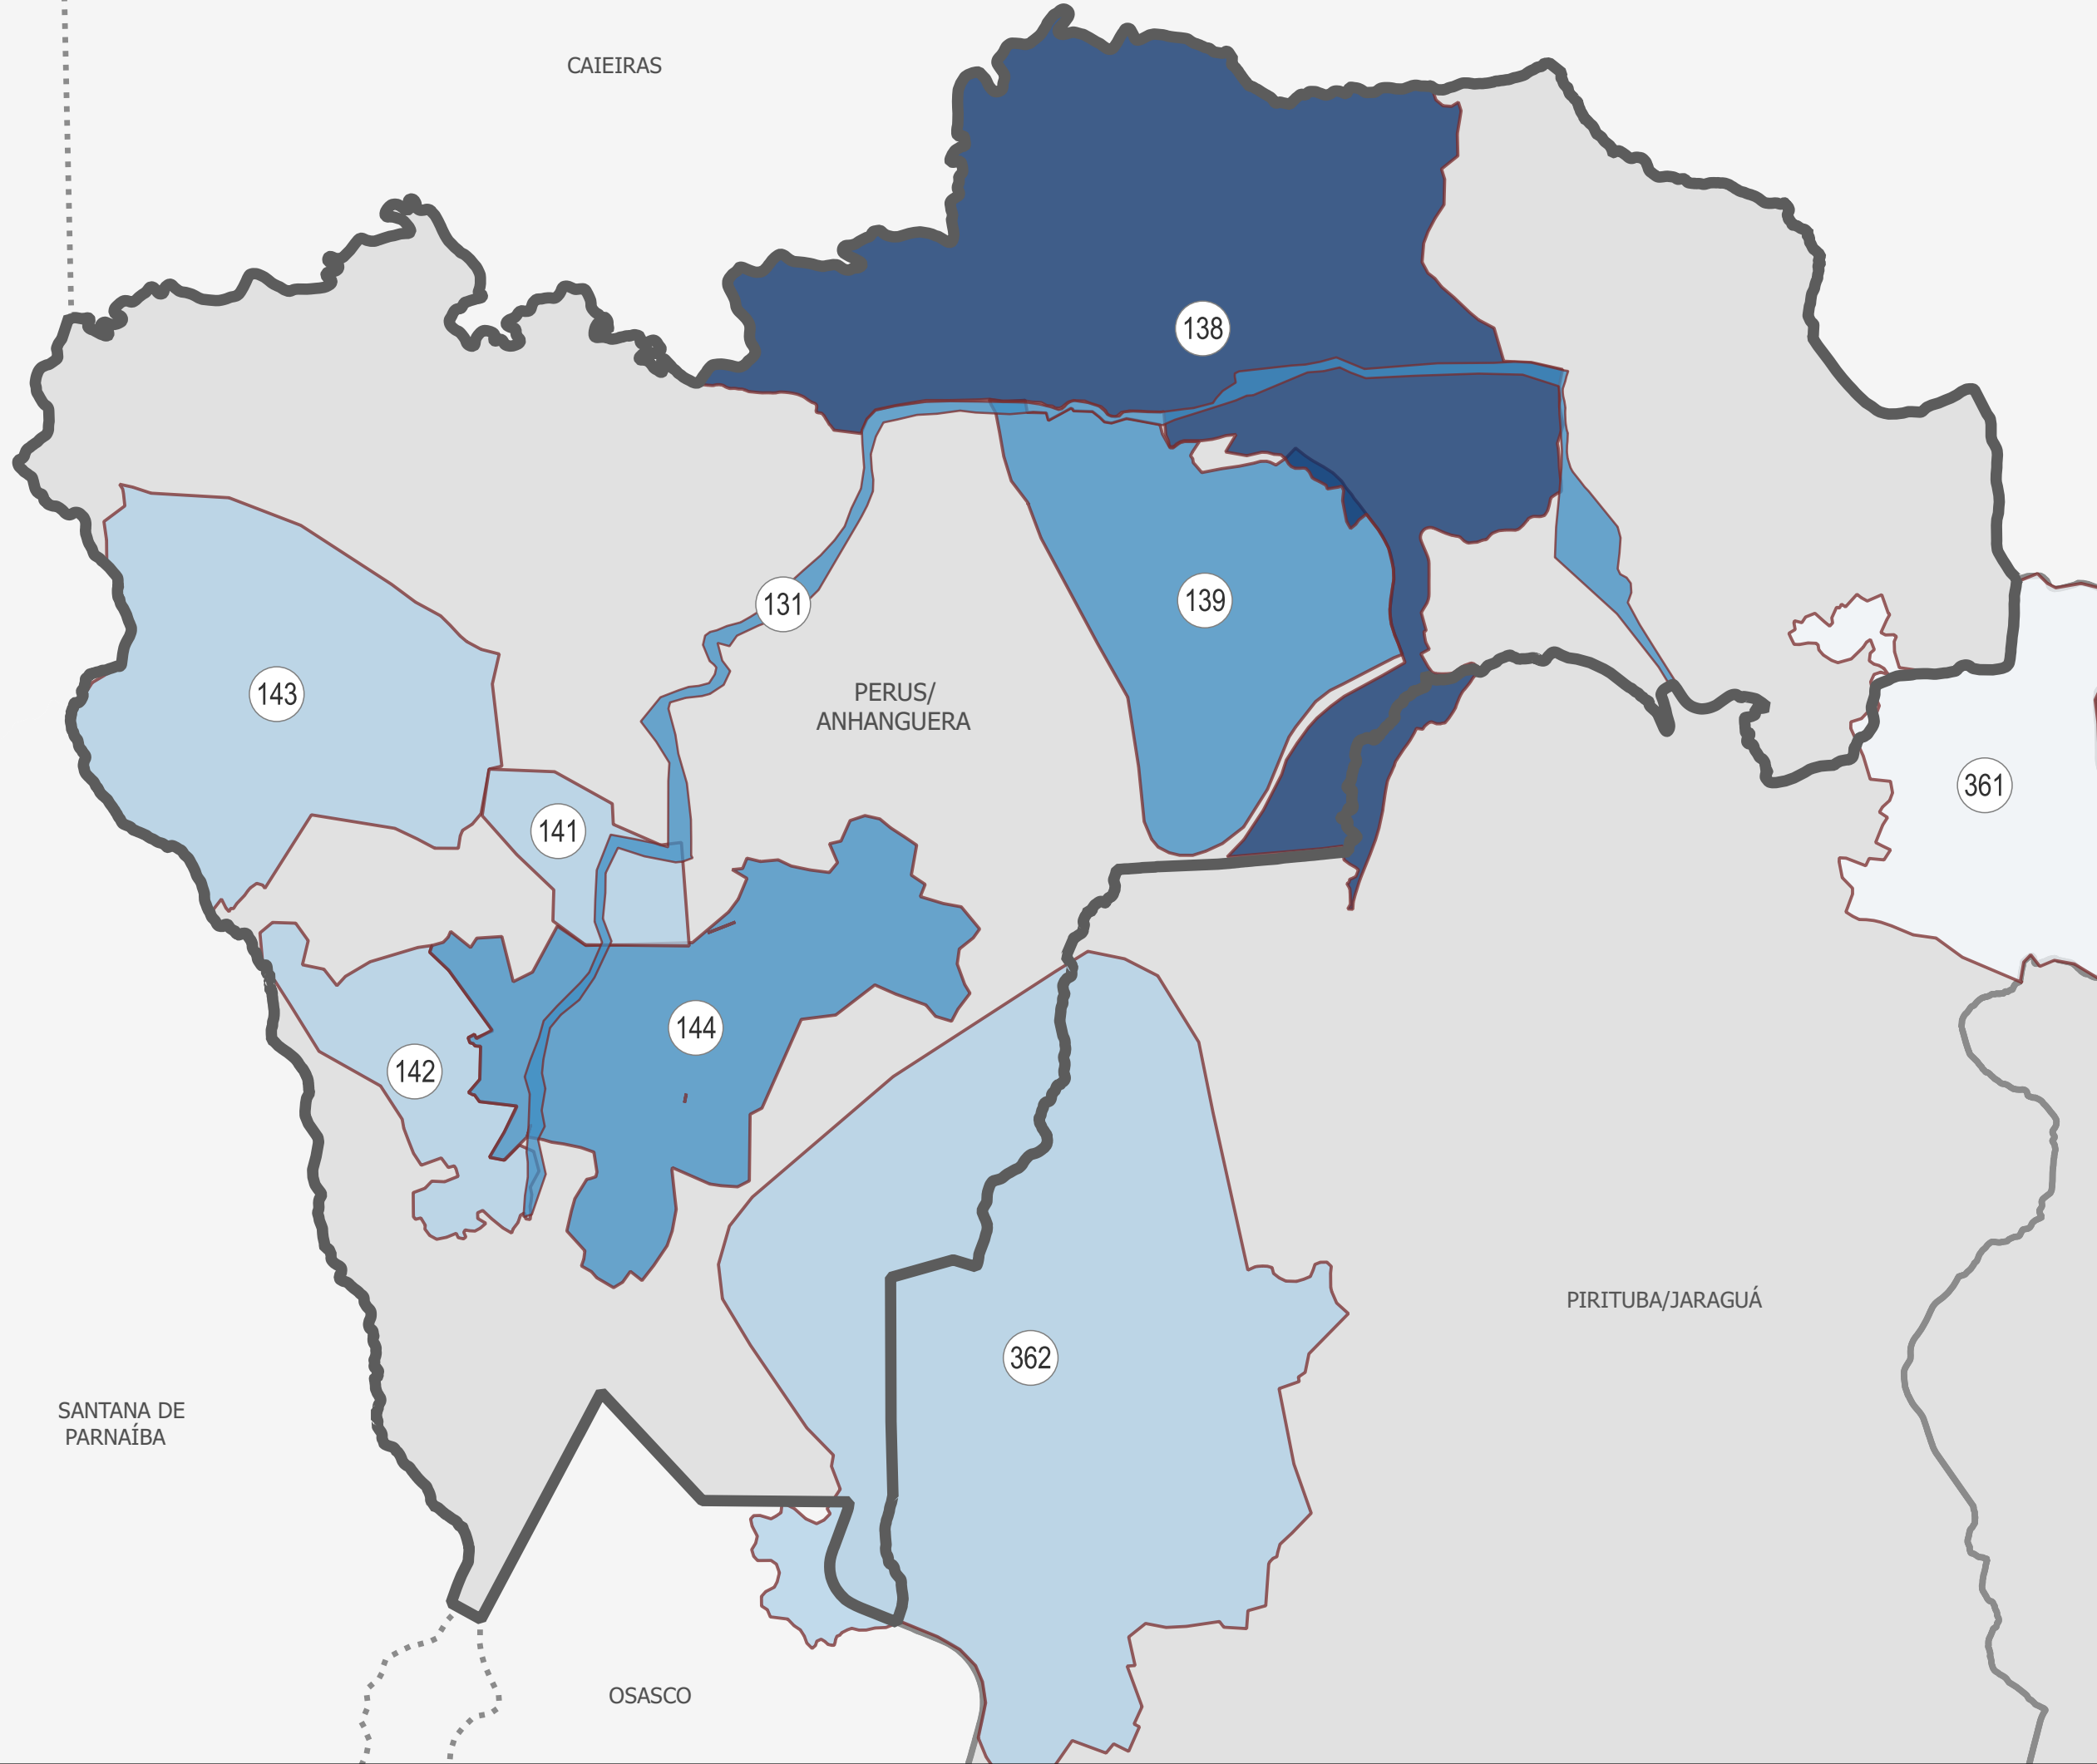 CAIEIRAS
138
131
139
PERUS/
ANHANGUERA
143
141
361
144
142
362
PIRITUBA/JARAGUÁ
SANTANA DE
PARNAÍBA
OSASCO